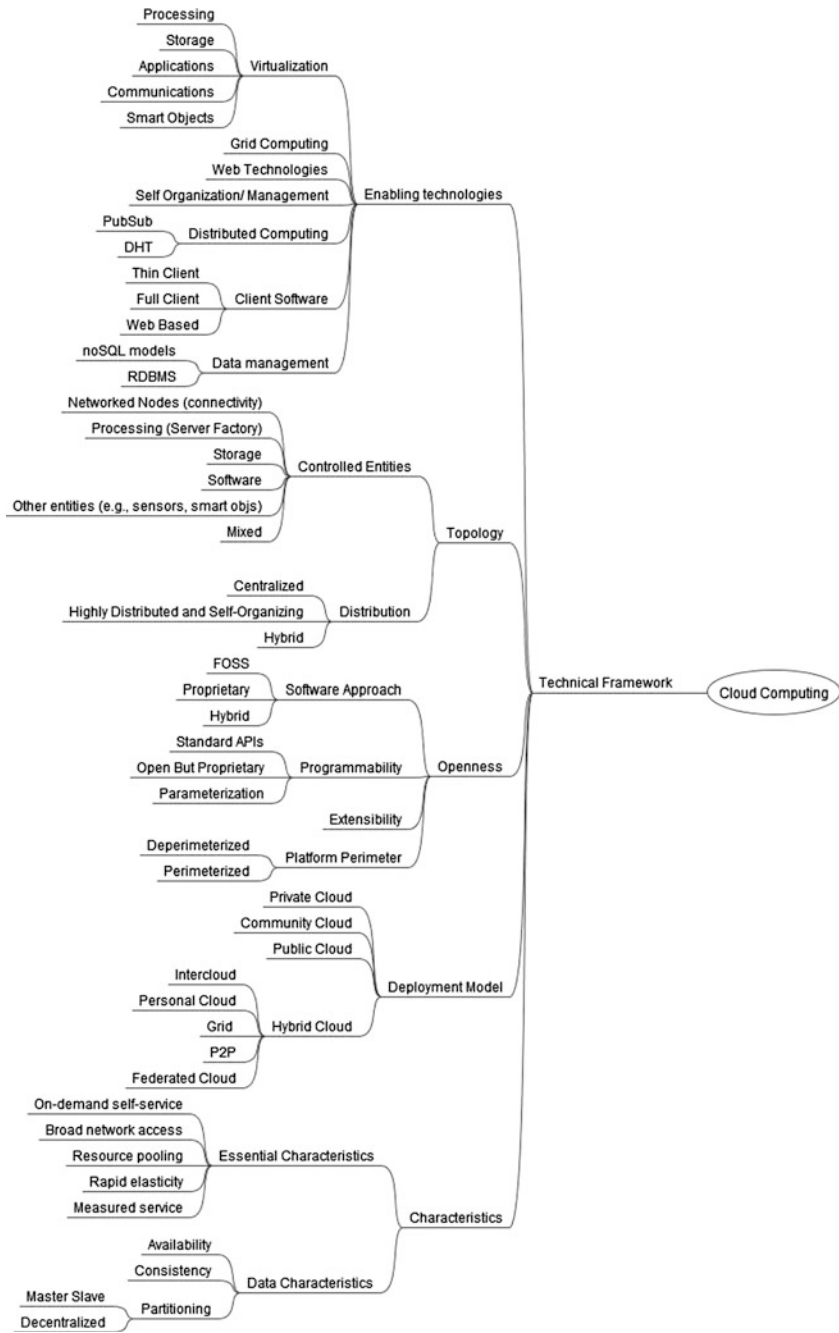 Processing
Storage
Applications
Communications
Smart Objects
Virtualization
Grid Computing
Web Technologies
Self Organization/ Management
PubSub
DHT
Distributed Computing
Thin Client
Full Client
Web Based
Client Software
noSQL models
RDBMS
Data management
Enabling technologies
Networked Nodes (connectivity)
Processing (Server Factory)
Storage
Software
Other entities (e.g., sensors, smart objs)
Mixed
Controlled Entities
Centralized
Highly Distributed and Self-Organizing
Hybrid
Distribution
Topology
FOSS
Proprietary
Hybrid
Software Approach
Standard APIs
Open But Proprietary
Parameterization
Programmability
Extensibility
Deperimeterized
Perimeterized
Platform Perimeter
Openness
Private Cloud
Community Cloud
Public Cloud
Intercloud
Personal Cloud
Grid
P2P
Federated Cloud
Hybrid Cloud
Deployment Model
On-demand self-service
Broad network access
Resource pooling
Rapid elasticity
Measured service
Essential Characteristics
Availability
Consistency
Master Slave
Decentralized
Partitioning
Data Characteristics
Characteristics
Technical Framework
Cloud Computing